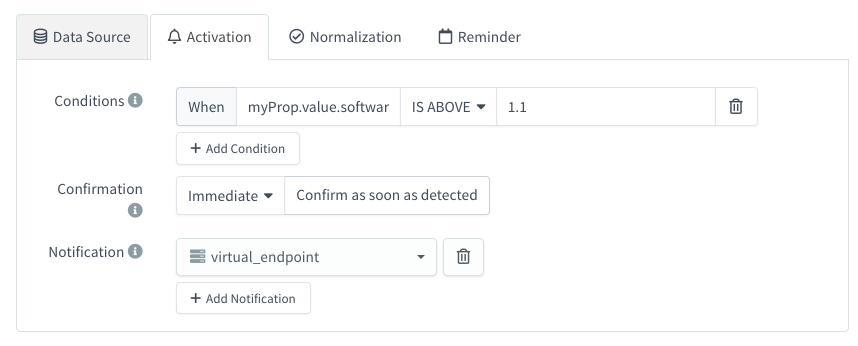 Data Source Activation Normalization Reminder
Conditions When myProp.value.softwar IS ABOVE 1.1
+ Add Condition
Confirmation Immediate Confirm as soon as detected
Notification virtual_endpoint
+ Add Notification